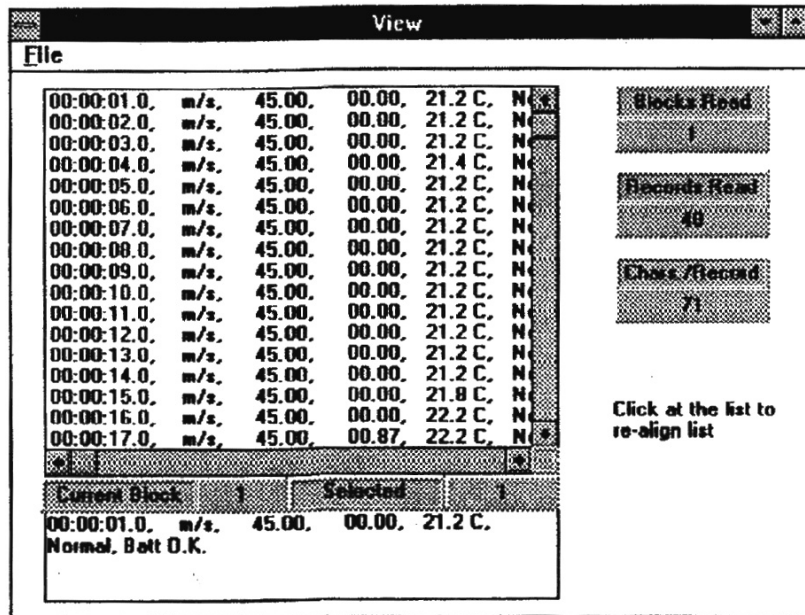 View
File
00:00:01.0, m/s, 45.00, 00.00, 21.2 C, N
00:00:02.0, m/s, 45.00, 00.00, 21.2 C, N
00:00:03.0, m/s, 45.00, 00.00, 21.2 C, N
00:00:04.0, m/s, 45.00, 00.00, 21.4 C, N
00:00:05.0, m/s, 45.00, 00.00, 21.2 C, N
00:00:06.0, m/s, 45.00, 00.00, 21.2 C, N
00:00:07.0, m/s, 45.00, 00.00, 21.2 C, N
00:00:08.0, m/s, 45.00, 00.00, 21.2 C, N
00:00:09.0, m/s, 45.00, 00.00, 21.2 C, N
00:00:10.0, m/s, 45.00, 00.00, 21.2 C, N
00:00:11.0, m/s, 45.00, 00.00, 21.2 C, N
00:00:12.0, m/s, 45.00, 00.00, 21.2 C, N
00:00:13.0, m/s, 45.00, 00.00, 21.2 C, N
00:00:14.0, m/s, 45.00, 00.00, 21.2 C, N
00:00:15.0, m/s, 45.00, 00.00, 21.8 C, N
00:00:16.0, m/s, 45.00, 00.00, 22.2 C, N
00:00:17.0, m/s, 45.00, 00.87, 22.2 C, N
Current Block 1 Selected 1
00:00:01.0, m/s, 45.00, 00.00, 21.2 C,
Normal, Batt O.K.
Blocks Read
1
Records Read
Chars./Record
71
Click at the list to
re-align list